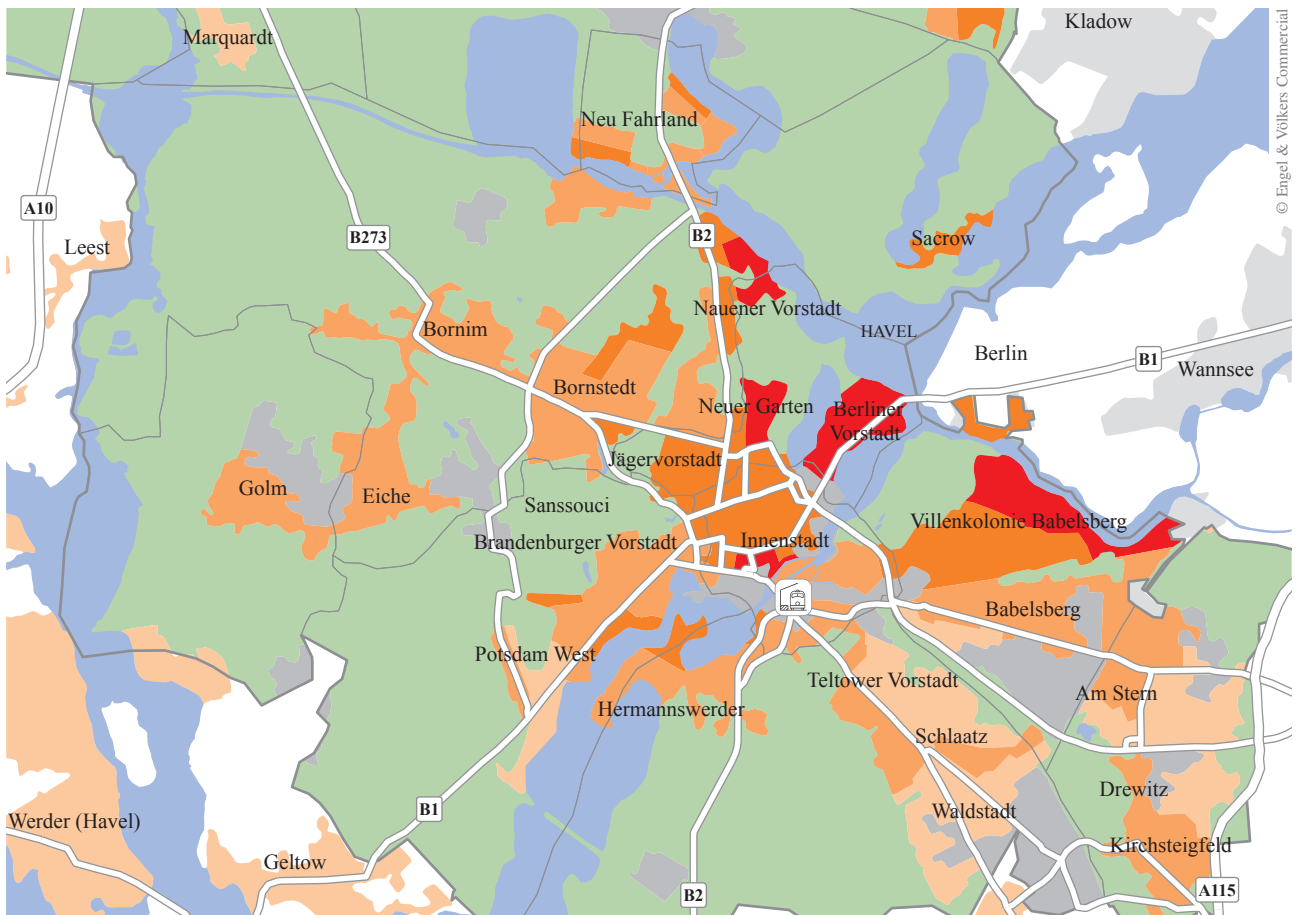 Kladow
Marquardt
© Engel & Völkers Commercial
Neu Fahrland
A10
Leest
B273
B2
Sacrow
Nauener Vorstadt
Bornim
HAVEL
Berlin
B1
Wannsee
Bornstedt
Neuer Garten
Berliner
Vorstadt
Jägervorstadt
Golm
Eiche
Sanssouci
Villenkolonie Babelsberg
Brandenburger Vorstadt
Innenstadt
Babelsberg
Potsdam West
Teltower Vorstadt
Am Stern
Hermannswerder
Schlaatz
Drewitz
B1
Waldstadt
Werder (Havel)
Kirchsteigfeld
Geltow
B2
A115